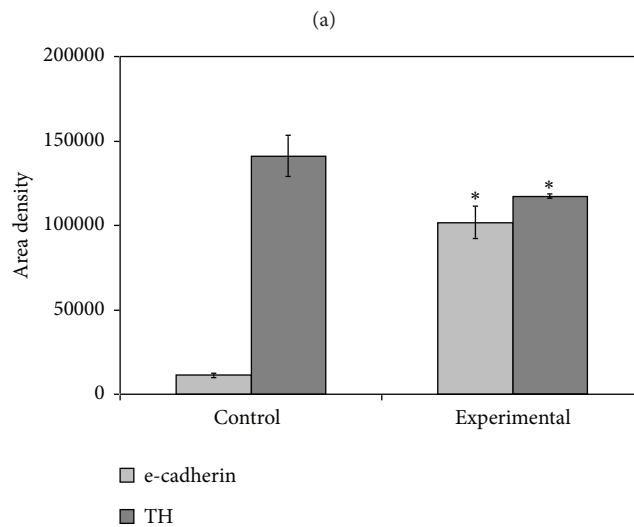 (a)
200000
150000
100000
50000
0
Area density
* *
Control Experimental
e-cadherin
TH